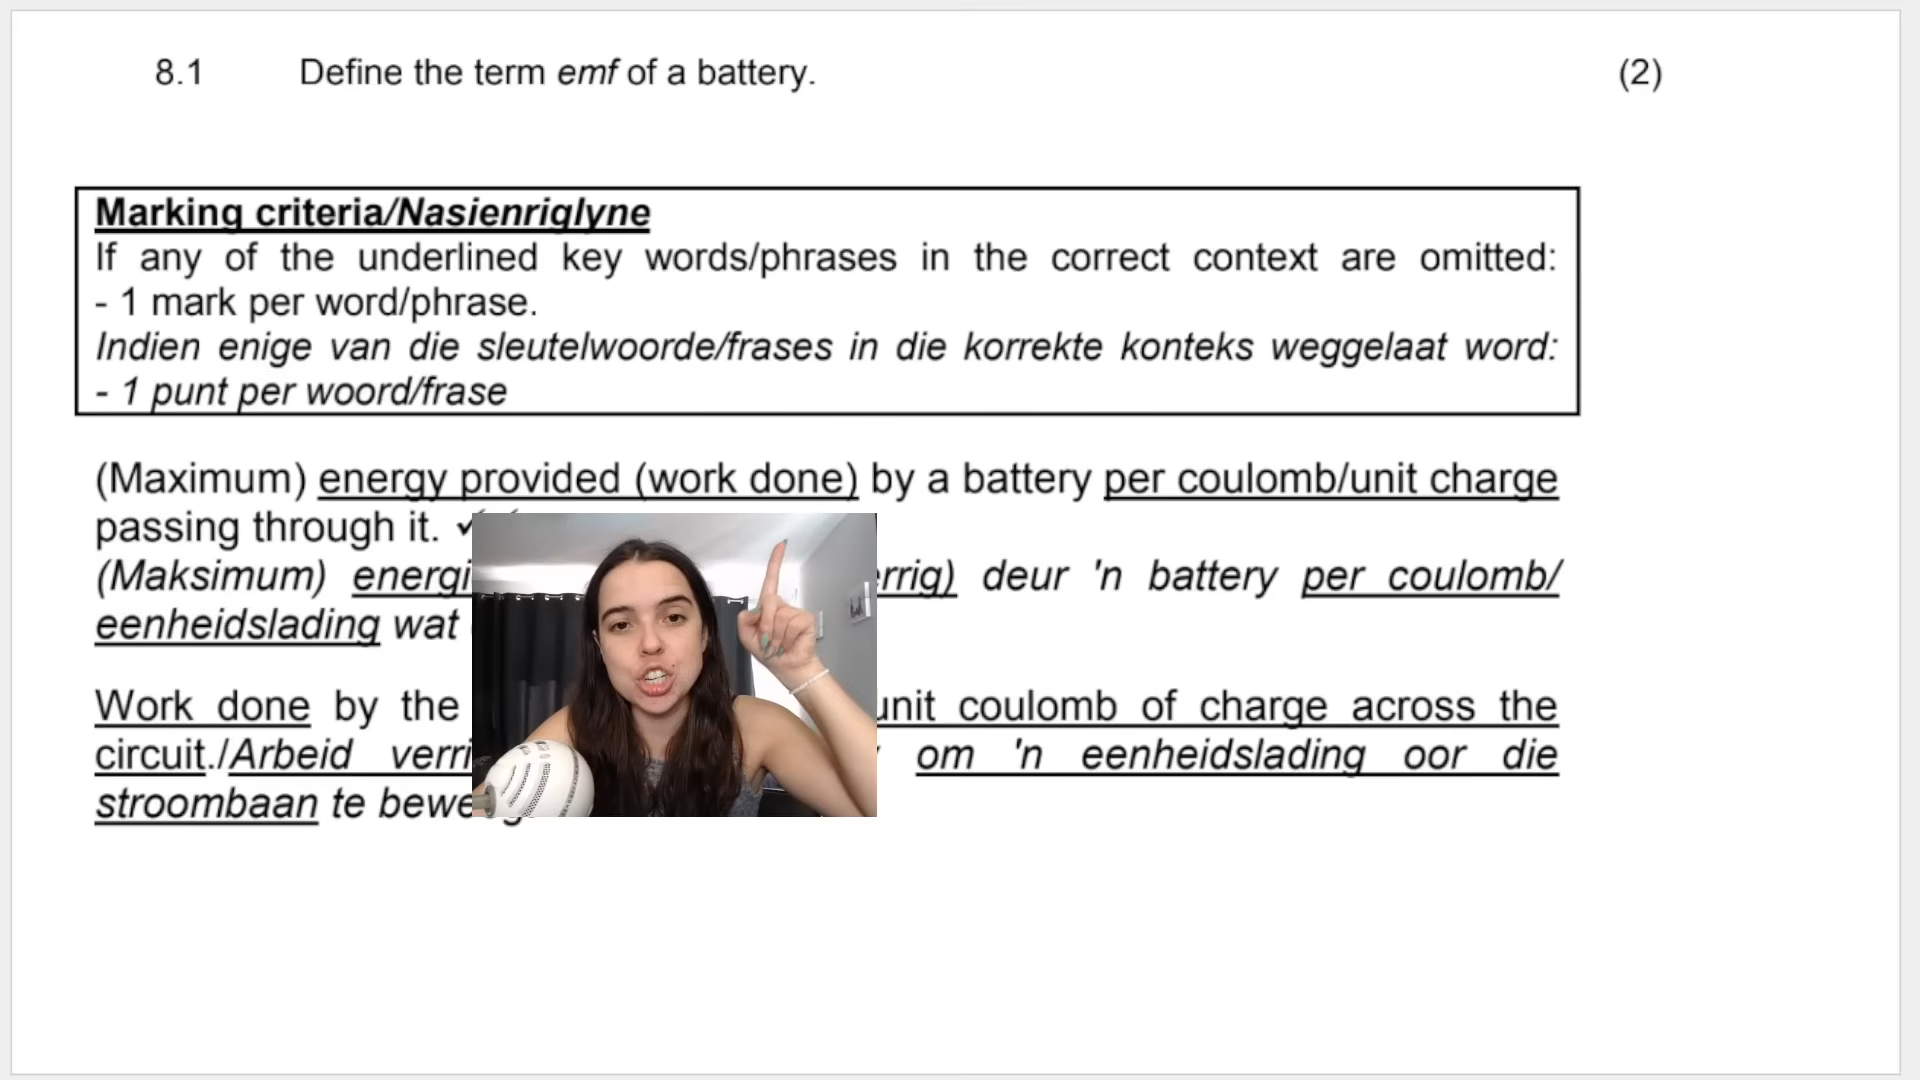 8.1 Define the term emf of a battery. (2)
Marking criteria/Nasienriglyne
If any of the underlined key words/phrases in the correct context are omitted:
- 1 mark per word/phrase.
Indien enige van die sleutelwoorde/frases in die korrekte konteks weggelaat word:
- 1 punt per woord/frase
(Maximum) energy provided (work done) by a battery per coulomb/unit charge
passing through it. ✓
(Maksimum) deur 'n battery per coulomb/
eenheidslading wat
Work done by the unit coulomb of charge across the
circuit./Arbeid om 'n eenheidslading oor die
stroombaan te